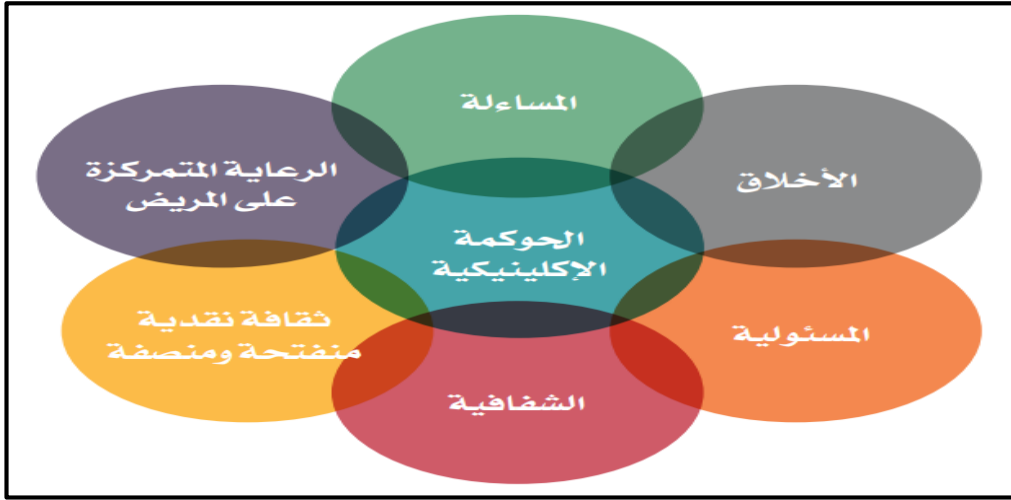 المساءلة
الأخلاق
الرعاية المتمركزة
على المريض
الحوكمة
الإكلينيكية
ثقافة نقدية
منفتحة ومنصفة
المسئولية
الشفافية